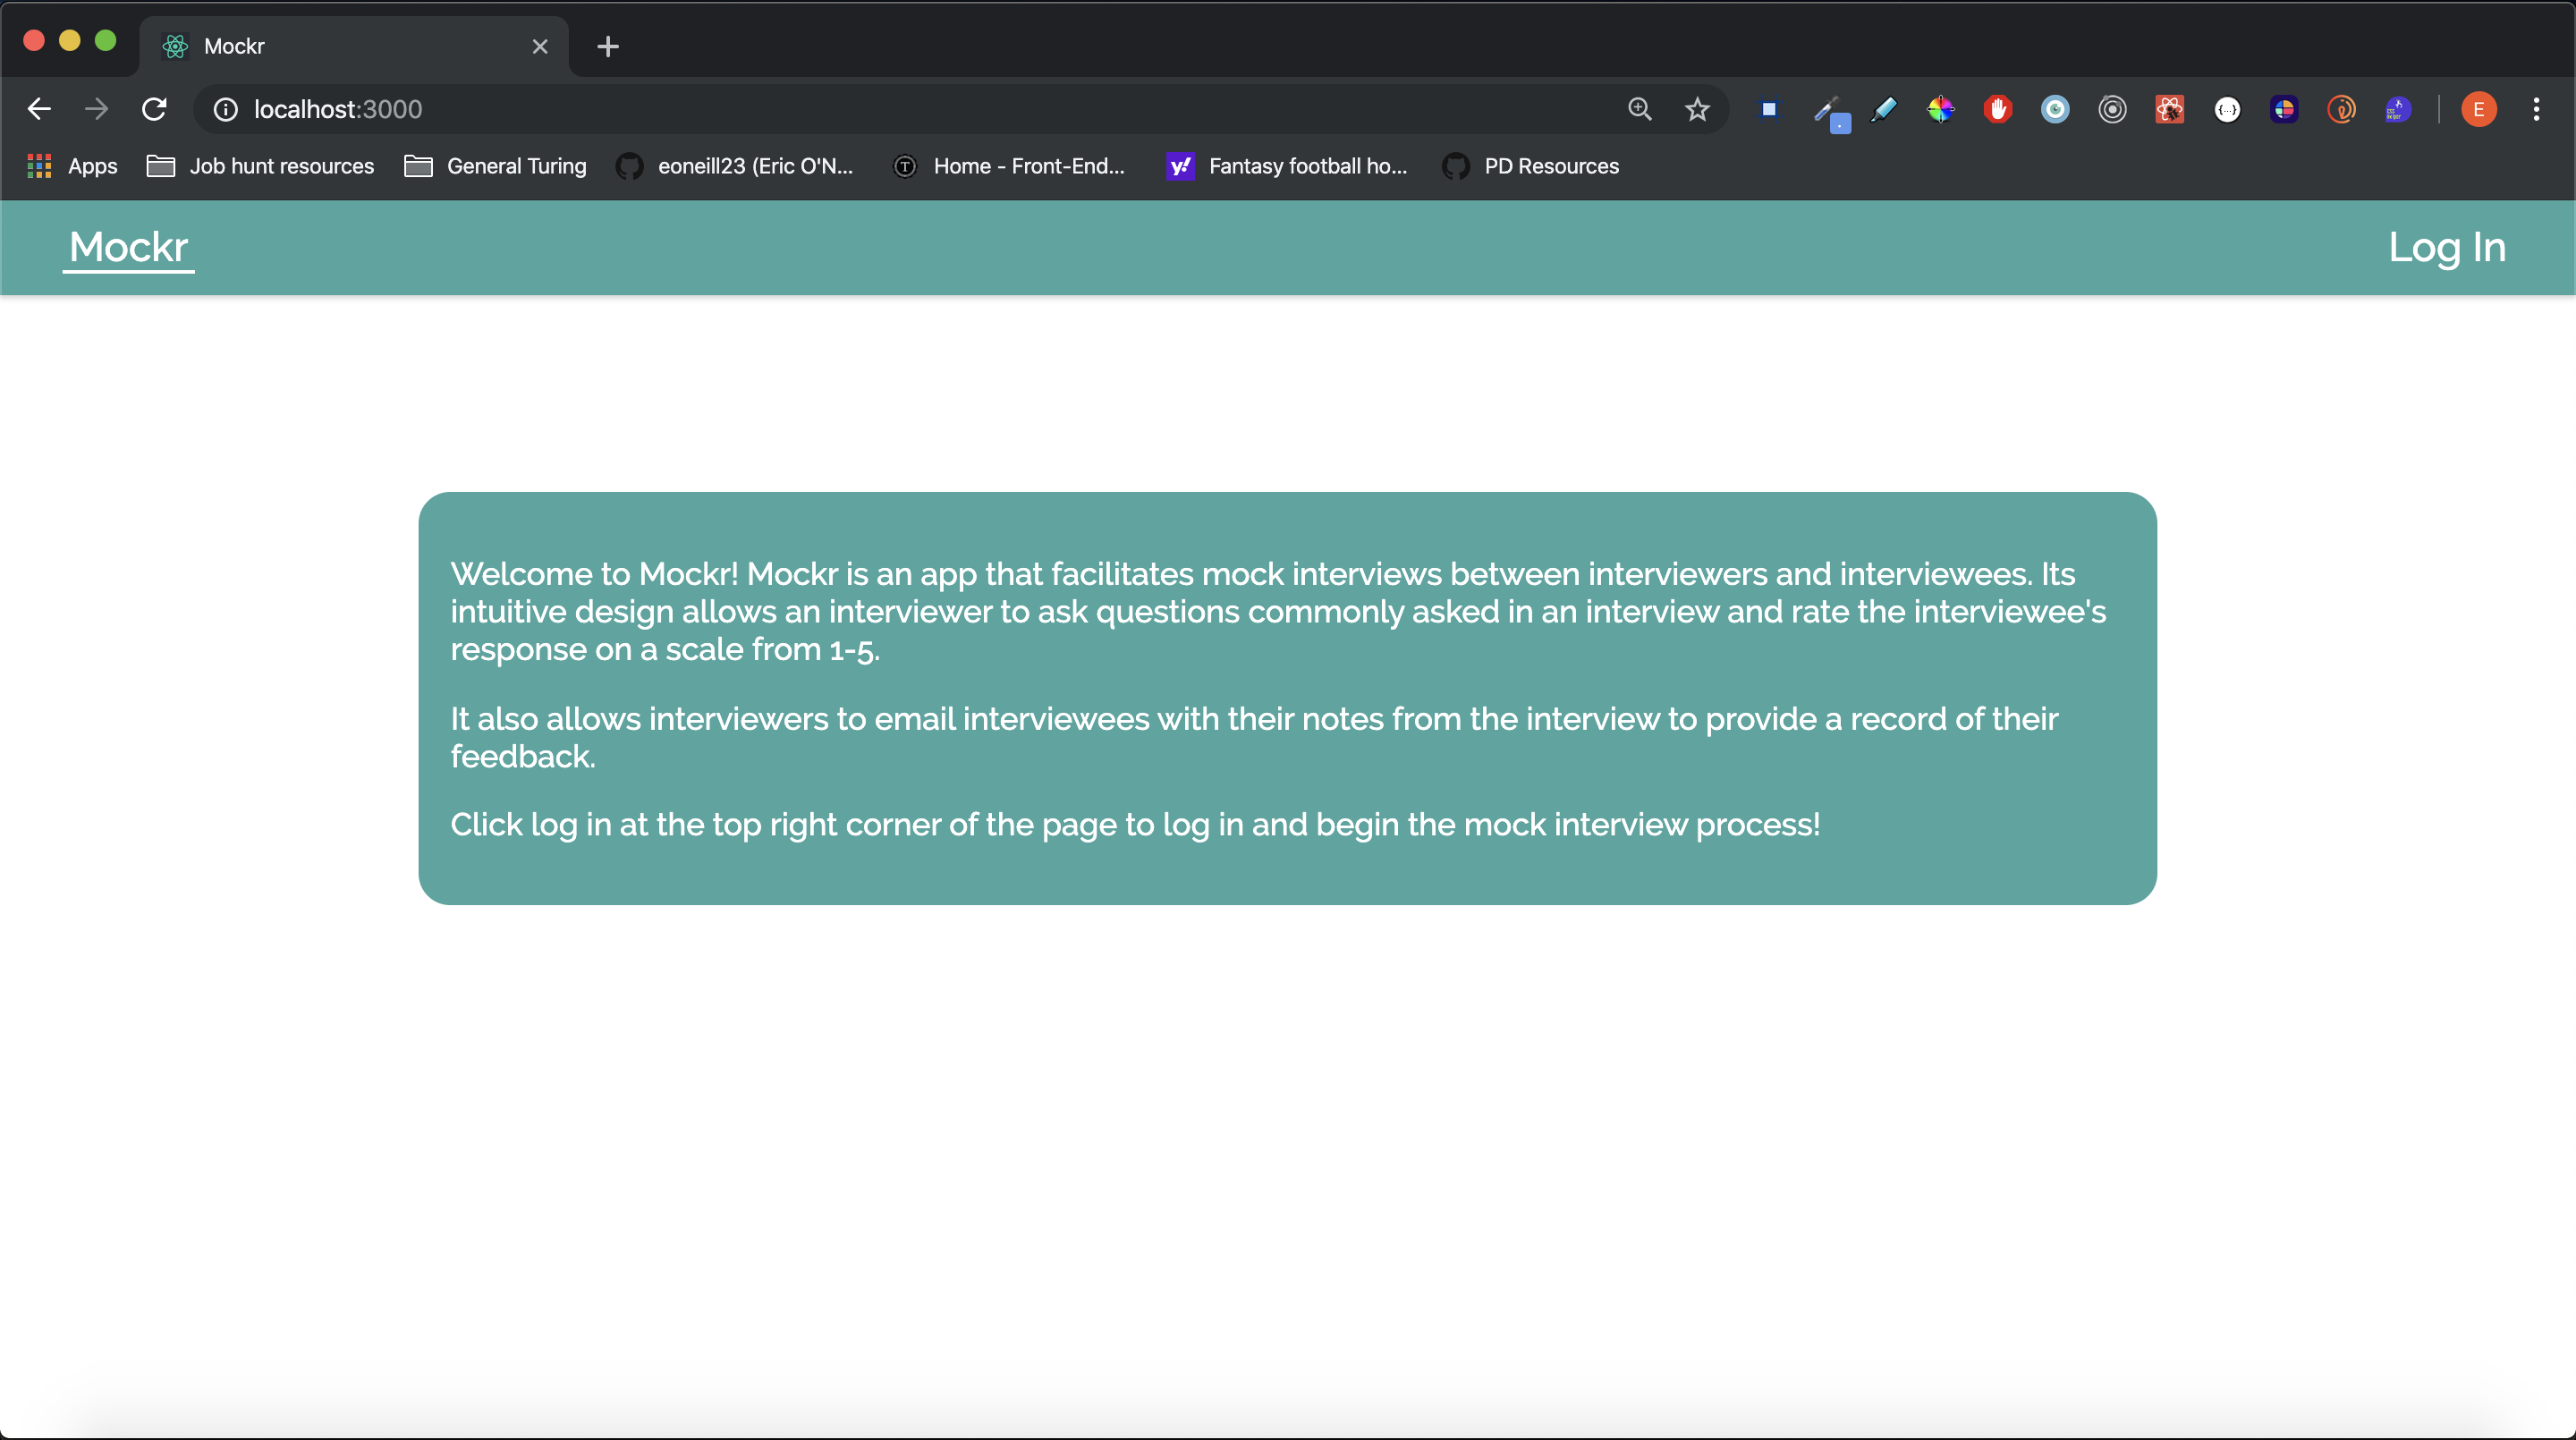 Mockr
localhost:3000
E
Apps
Job hunt resources
General Turing
eoneill23 (Eric O'N...
Home - Front-End...
Fantasy football ho...
PD Resources
Mockr
Log In
Welcome to Mockr! Mockr is an app that facilitates mock interviews between interviewers and interviewees. Its
intuitive design allows an interviewer to ask questions commonly asked in an interview and rate the interviewee's
response on a scale from 1-5.
It also allows interviewers to email interviewees with their notes from the interview to provide a record of their
feedback.
Click log in at the top right corner of the page to log in and begin the mock interview process!